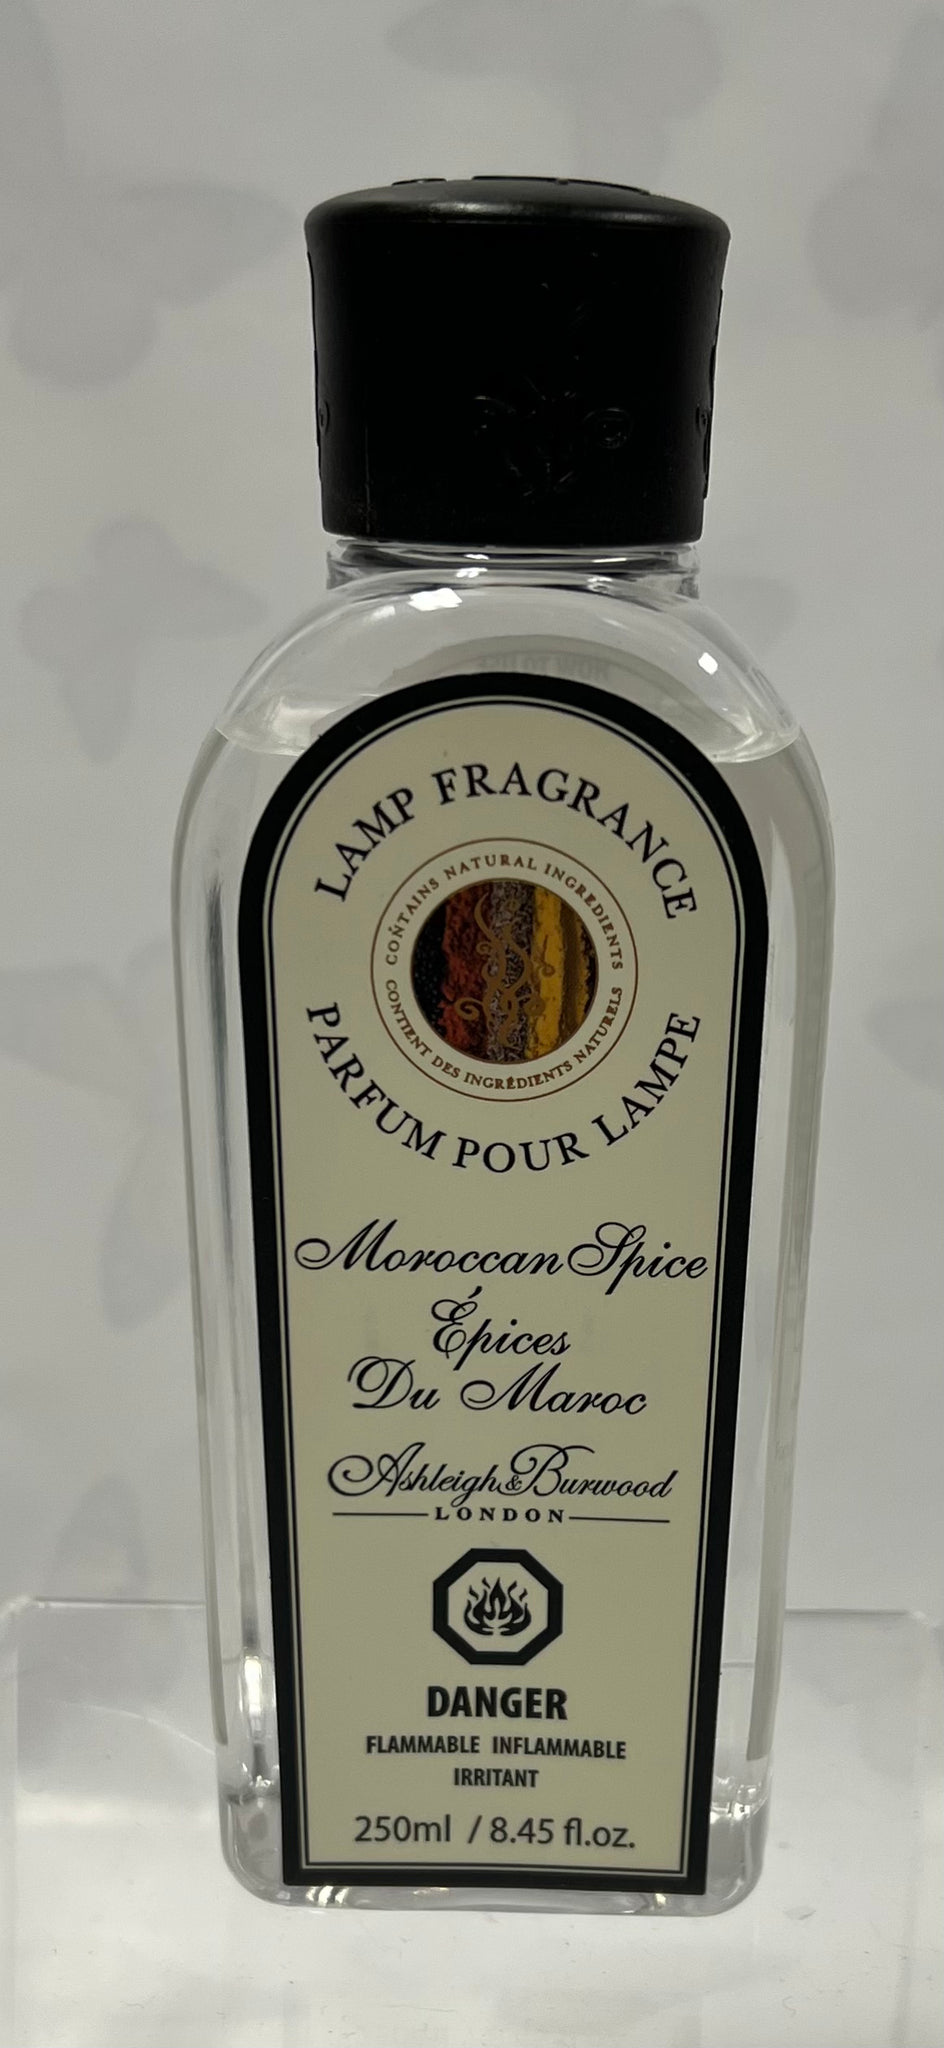 LAMP FRAGRANCE
CONTAINS NATURAL INGREDIENTS
CONTIENT DES INGRÉDIENTS NATURELS
PARFUM POUR LAMPE
Moroccan Spice
Épices
Du Maroc
Ashleigh & Burwood
LONDON
DANGER
FLAMMABLE INFLAMMABLE
IRRITANT
250ml / 8.45 fl.oz.